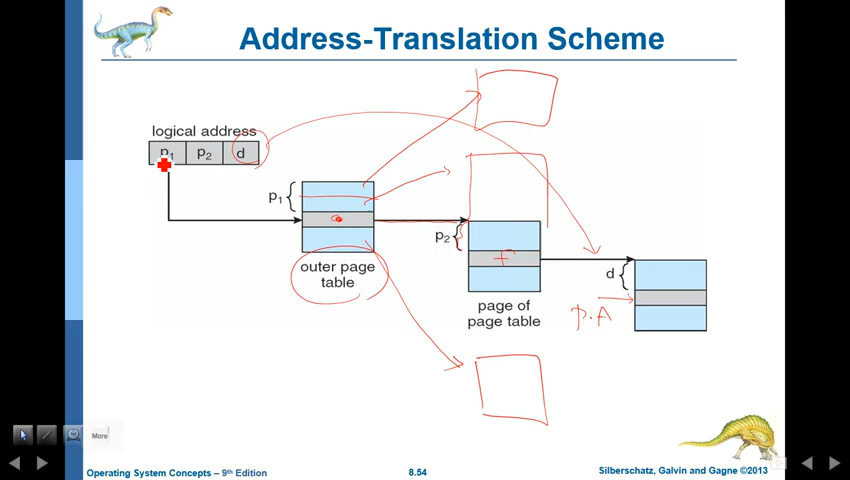 Address-Translation Scheme
logical address
p1 p2 d
p1
outer page
table
p2
f
page of
page table
d
P.A
More
Operating System Concepts – 9th Edition
8.54
Silberschatz, Galvin and Gagne ©2013